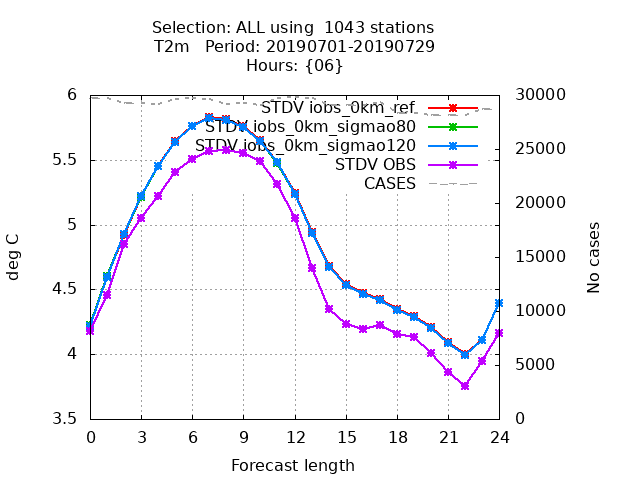 Selection: ALL using  1043 stations
T2m   Period: 20190701-20190729
Hours: {06}
6 30000
STDV iobs_0km_ref
STDV iobs_0km_sigmao80
STDV iobs_0km_sigmao120
5.5 25000
STDV OBS
CASES
20000
5
15000
4.5
10000
4
5000
3.5 0
deg C
No cases
0 3 6 9 12 15 18 21 24
Forecast length